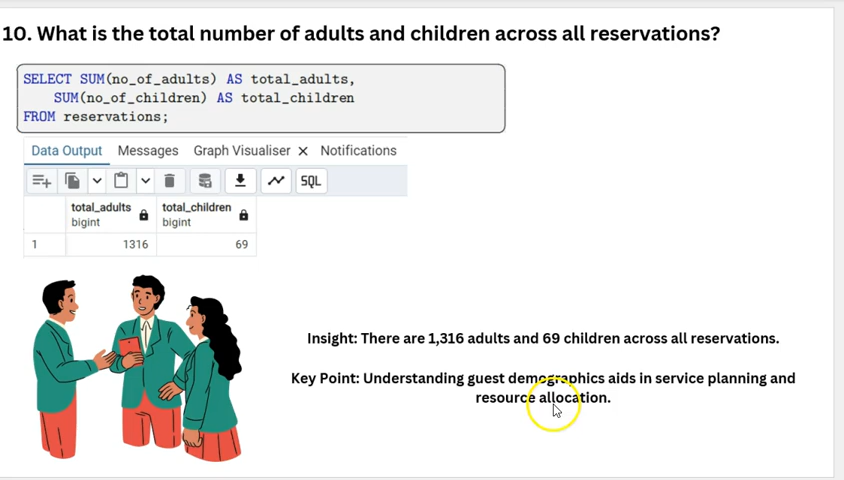 10. What is the total number of adults and children across all reservations?
SELECT SUM(no_of_adults) AS total_adults,
SUM(no_of_children) AS total_children
FROM reservations;
Data Output Messages Graph Visualiser × Notifications
SQL
total_adults total_children
bigint bigint
1 1316 69
Insight: There are 1,316 adults and 69 children across all reservations.
Key Point: Understanding guest demographics aids in service planning and
resource allocation.